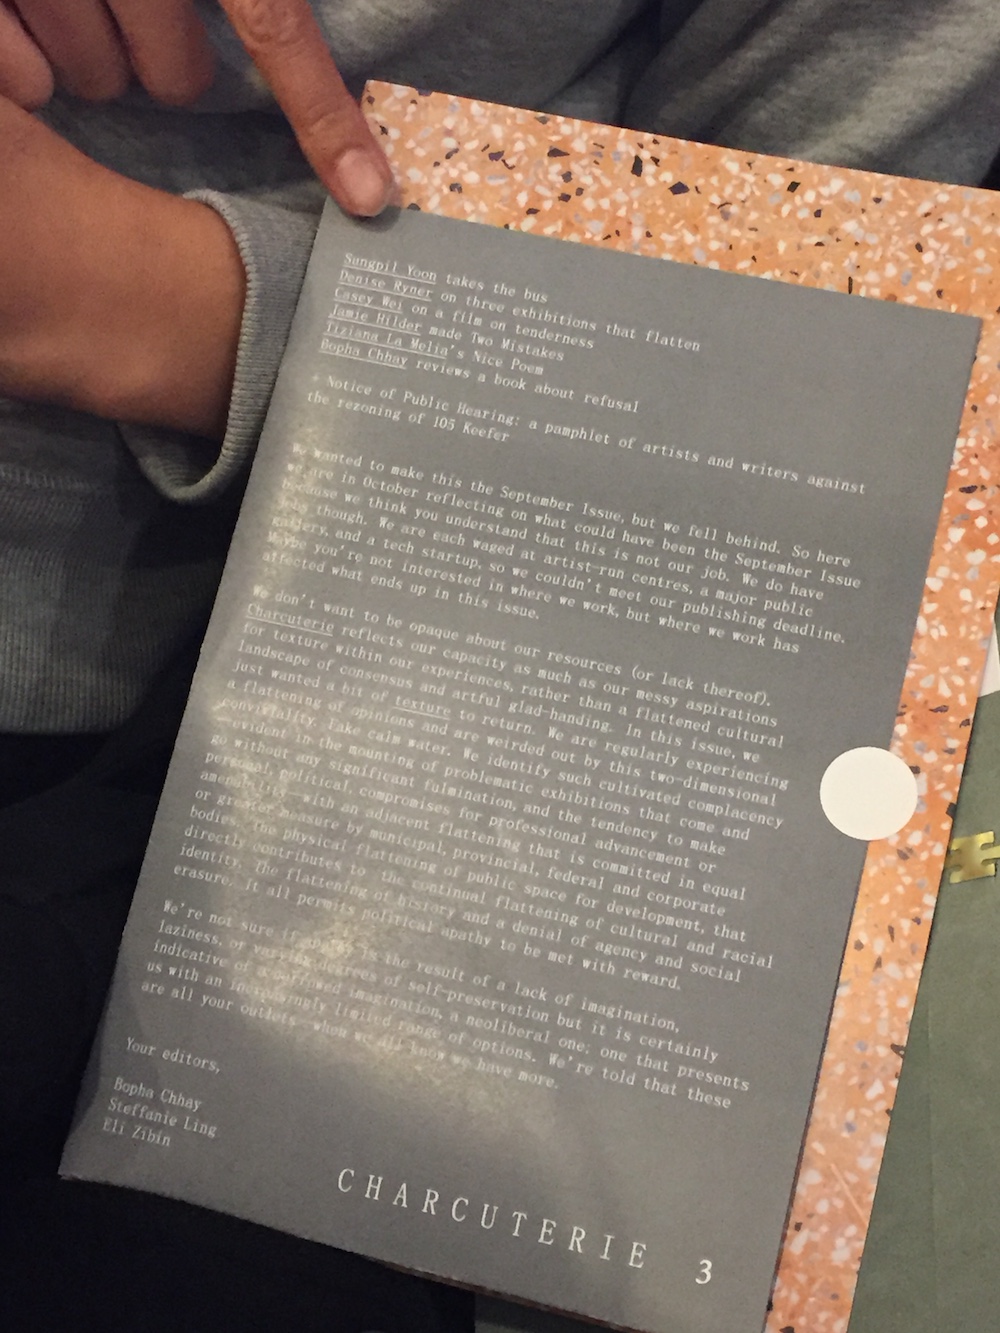 Sungpil Yoon takes the bus
Denise Ryner on three exhibitions that flatten
Casey Wei on a film on tenderness
Jamie Hilder made Two Mistakes
Tiziana La Melia's Nice Poem
Bopha Chhay reviews a book about refusal
+ Notice of Public Hearing: a pamphlet of artists and writers against
the rezoning of 105 Keefer
We wanted to make this the September Issue, but we fell behind. So here
we are in October reflecting on what could have been the September Issue
because we think you understand that this is not our job. We do have
jobs though. We are each waged at artist-run centres, a major public
gallery, and a tech startup, so we couldn't meet our publishing deadline.
Maybe you're not interested in where we work, but where we work has
affected what ends up in this issue.
We don't want to be opaque about our resources (or lack thereof).
Charcuterie reflects our capacity as much as our messy aspirations
for texture within our experiences, rather than a flattened cultural
landscape of consensus and artful glad-handing. In this issue, we
just wanted a bit of texture to return. We are regularly experiencing
a flattening of opinions and are weirded out by this two-dimensional
conviviality. Lake calm water. We identify such cultivated complacency
evident in the mounting of problematic exhibitions that come and
go without any significant fulmination, and the tendency to make
personal, political, compromises for professional advancement or
amenability—with an adjacent flattening that is committed in equal
or greater measure by municipal, provincial, federal and corporate
bodies. The physical flattening of public space for development, that
directly contributes to the continual flattening of cultural and racial
identity. The flattening of history and a denial of agency and social
erasure. It all permits political apathy to be met with reward.
We're not sure if apathy is the result of a lack of imagination,
laziness, or varying degrees of self-preservation but it is certainly
indicative of a borrowed imagination, a neoliberal one; one that presents
us with an increasingly limited range of options. We're told that these
are all your outlets—when we all know we have more.
Your editors,
Bopha Chhay
Steffanie Ling
Eli Zibin
CHARCUTERIE 3